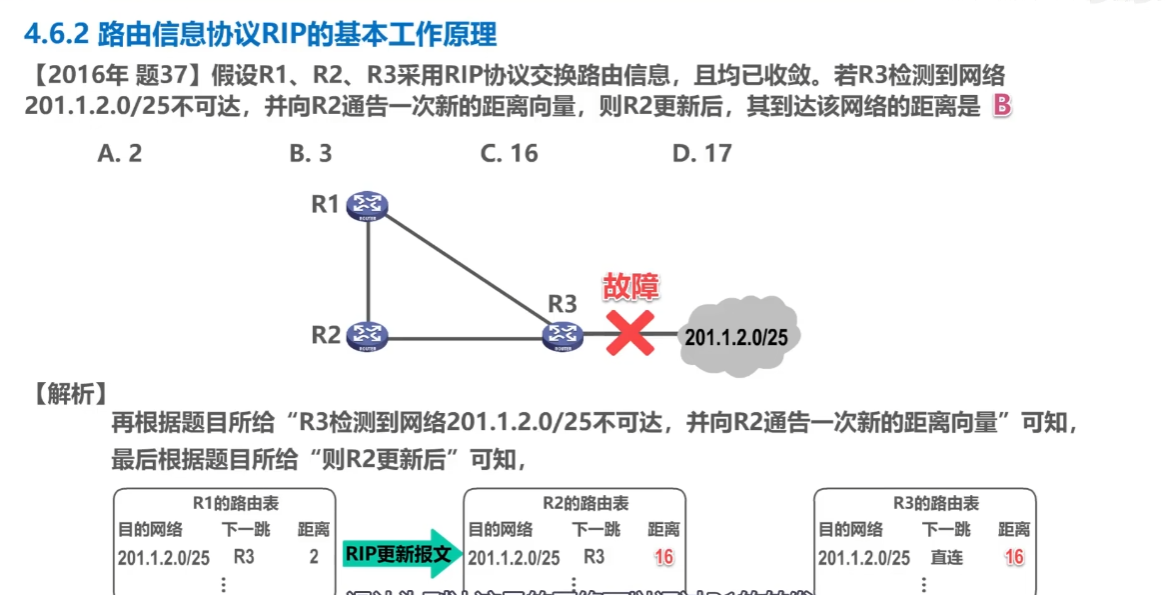 4.6.2 路由信息协议RIP的基本工作原理
【2016年 题37】假设R1、R2、R3采用RIP协议交换路由信息，且均已收敛。若R3检测到网络
201.1.2.0/25不可达，并向R2通告一次新的距离向量，则R2更新后，其到达该网络的距离是 B
A. 2 B. 3 C. 16 D. 17
R1
R3
故障
R2
201.1.2.0/25
【解析】
再根据题目所给“R3检测到网络201.1.2.0/25不可达，并向R2通告一次新的距离向量”可知，
最后根据题目所给“则R2更新后”可知，
R1的路由表
目的网络 下一跳 距离
201.1.2.0/25 R3 2
⋮
RIP更新报文
R2的路由表
目的网络 下一跳 距离
201.1.2.0/25 R3 16
⋮
R3的路由表
目的网络 下一跳 距离
201.1.2.0/25 直连 16
⋮